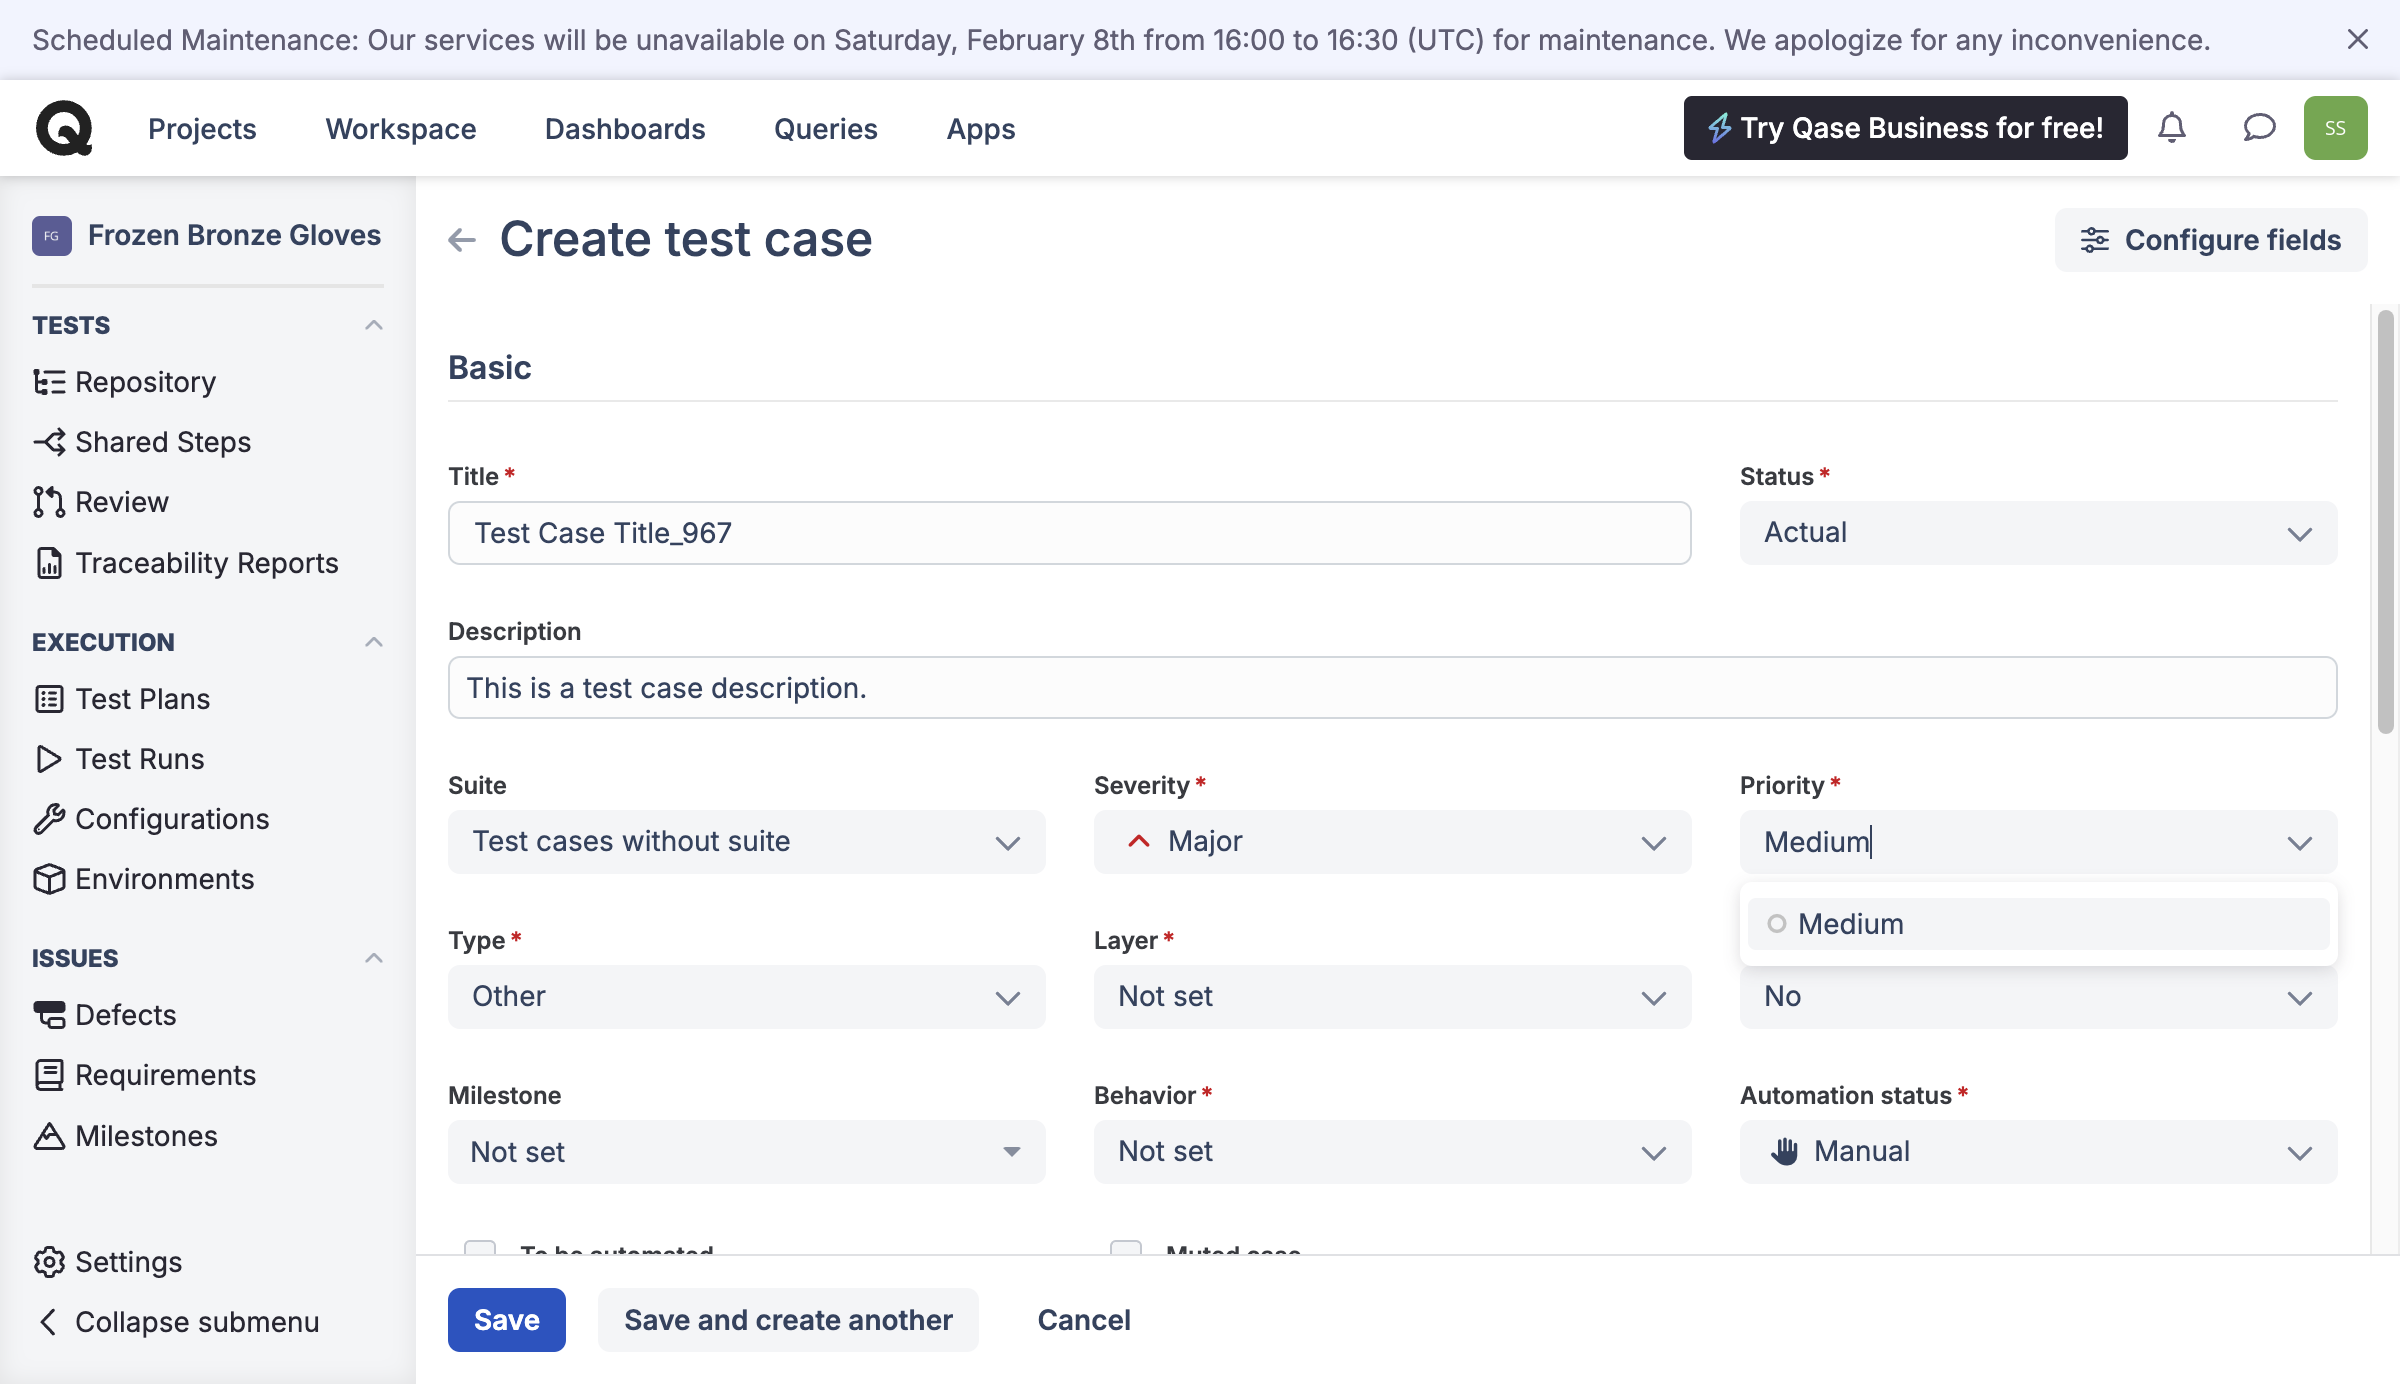 Scheduled Maintenance: Our services will be unavailable on Saturday, February 8th from 16:00 to 16:30 (UTC) for maintenance. We apologize for any inconvenience.
Q
Projects
Workspace
Dashboards
Queries
Apps
Try Qase Business for free!
SS
FG
Frozen Bronze Gloves
TESTS
Repository
Shared Steps
Review
Traceability Reports
EXECUTION
Test Plans
Test Runs
Configurations
Environments
ISSUES
Defects
Requirements
Milestones
Settings
Collapse submenu
Create test case
Configure fields
Basic
Title*
Test Case Title_967
Status*
Actual
Description
This is a test case description.
Suite
Test cases without suite
Severity*
Major
Priority*
Medium
Medium
Type*
Other
Layer*
Not set
No
Milestone
Not set
Behavior*
Not set
Automation status*
Manual
To be automated
Muted case
Save
Save and create another
Cancel